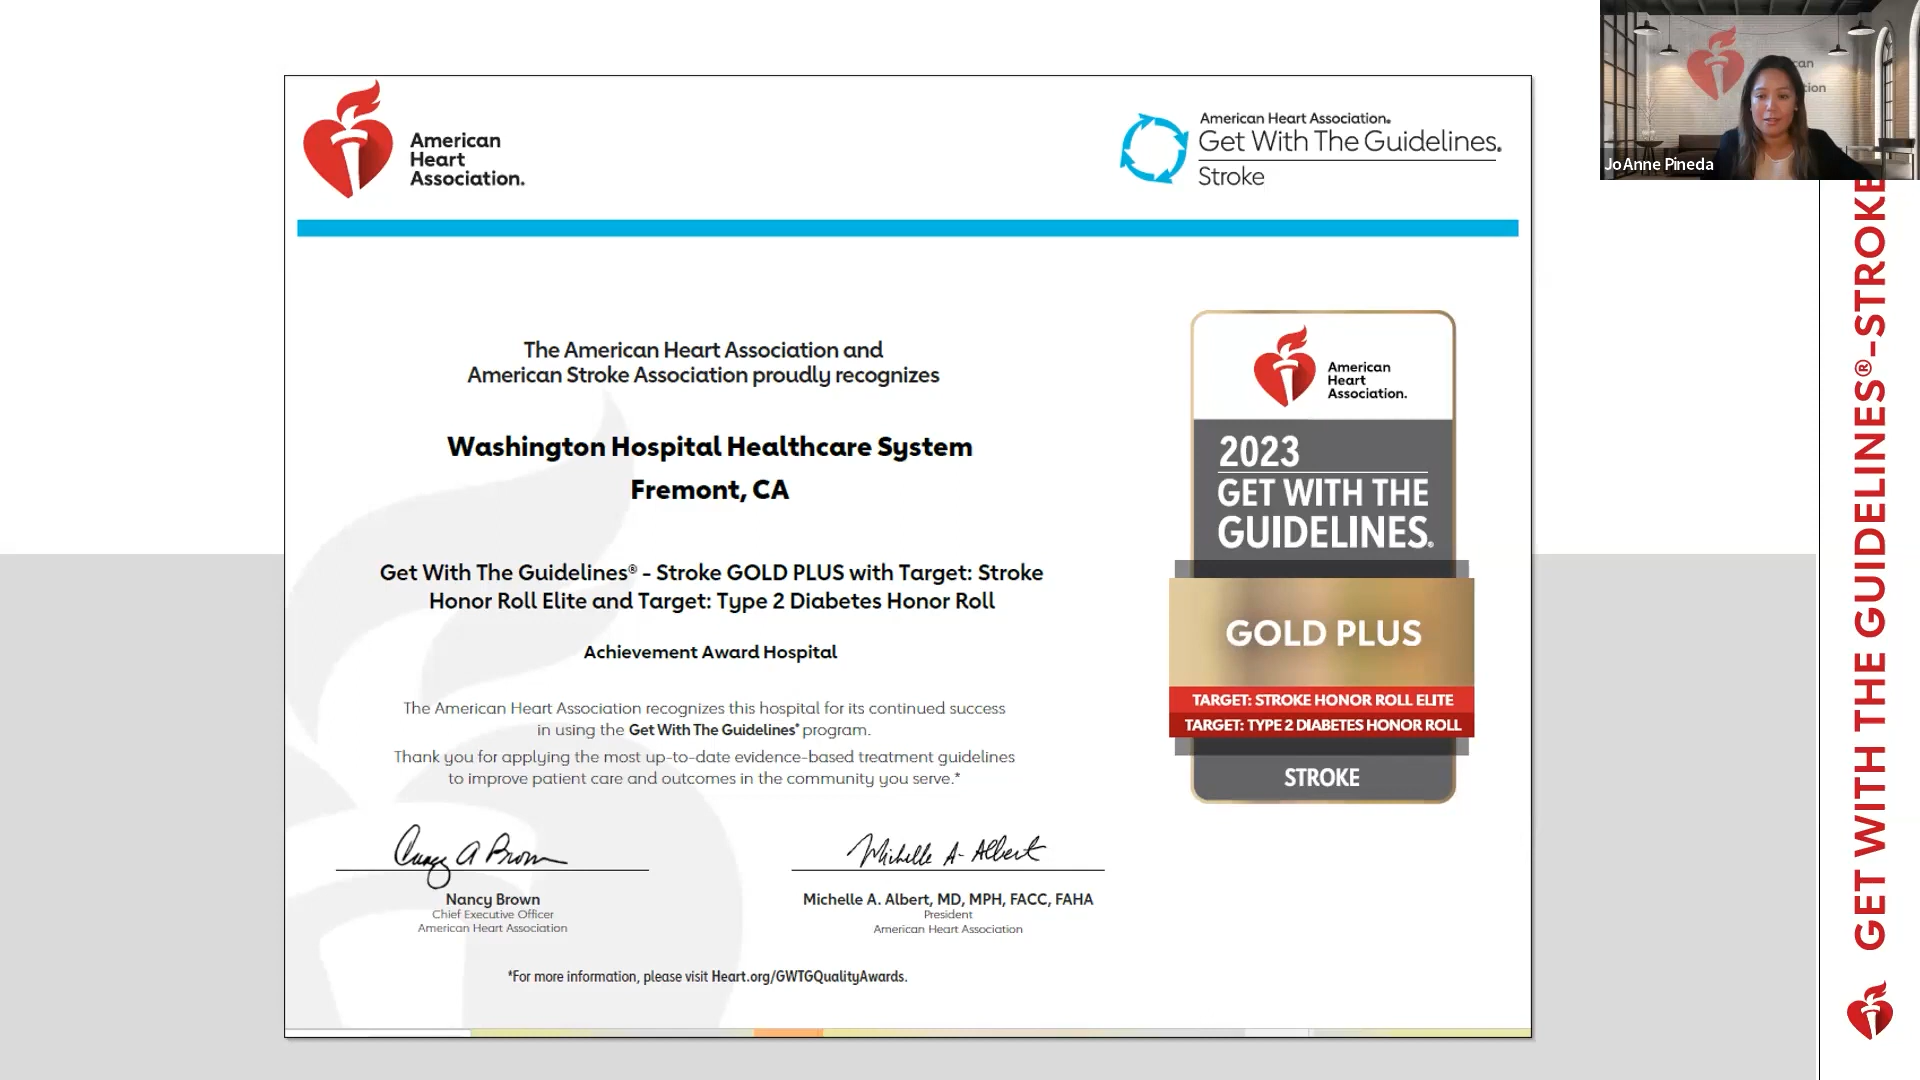 American
Heart
Association.
American Heart Association.
Get With The Guidelines.
Stroke
The American Heart Association and
American Stroke Association proudly recognizes
Washington Hospital Healthcare System
Fremont, CA
Get With The Guidelines® - Stroke GOLD PLUS with Target: Stroke
Honor Roll Elite and Target: Type 2 Diabetes Honor Roll
Achievement Award Hospital
The American Heart Association recognizes this hospital for its continued success
in using the Get With The Guidelines® program.
Thank you for applying the most up-to-date evidence-based treatment guidelines
to improve patient care and outcomes in the community you serve.*
Nancy A Brown
Michelle A. Albert
Nancy Brown
Chief Executive Officer
American Heart Association
Michelle A. Albert, MD, MPH, FACC, FAHA
President
American Heart Association
*For more information, please visit Heart.org/GWTGQualityAwards.
American
Heart
Association.
2023
GET WITH THE
GUIDELINES.
GOLD PLUS
TARGET: STROKE HONOR ROLL ELITE
TARGET: TYPE 2 DIABETES HONOR ROLL
STROKE
JoAnne Pineda
GET WITH THE GUIDELINES®-STROKE